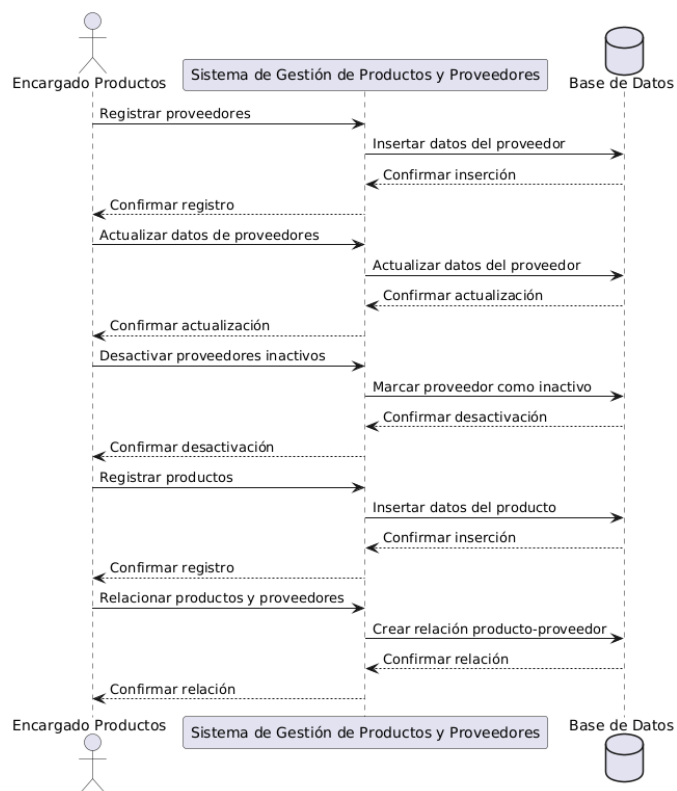 Encargado Productos
Sistema de Gestión de Productos y Proveedores
Base de Datos
Registrar proveedores
Insertar datos del proveedor
Confirmar inserción
Confirmar registro
Actualizar datos de proveedores
Actualizar datos del proveedor
Confirmar actualización
Confirmar actualización
Desactivar proveedores inactivos
Marcar proveedor como inactivo
Confirmar desactivación
Confirmar desactivación
Registrar productos
Insertar datos del producto
Confirmar inserción
Confirmar registro
Relacionar productos y proveedores
Crear relación producto-proveedor
Confirmar relación
Confirmar relación
Encargado Productos
Sistema de Gestión de Productos y Proveedores
Base de Datos